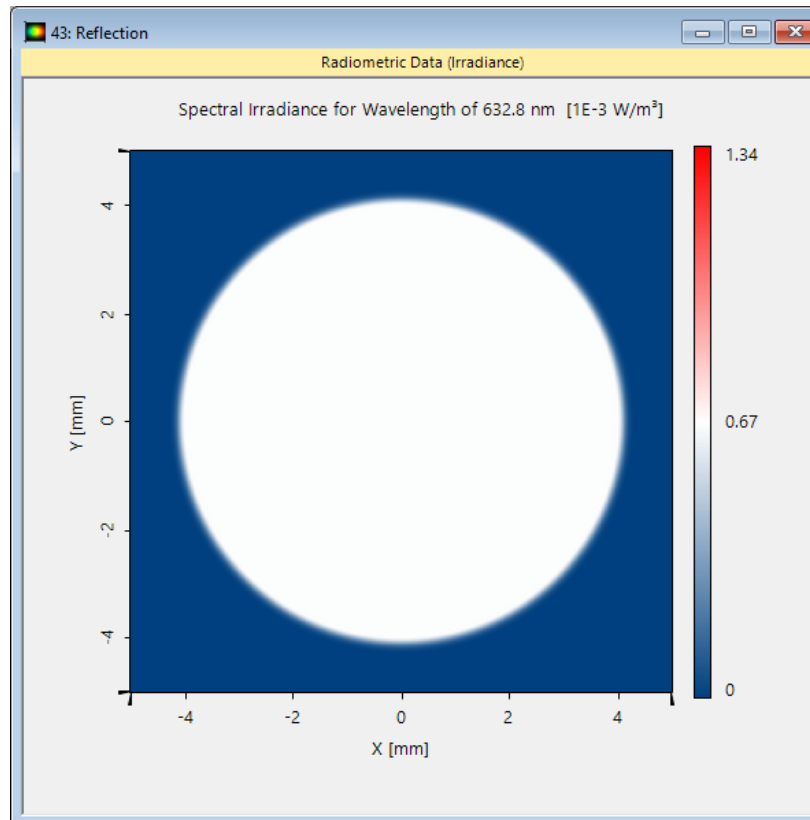 43: Reflection
Radiometric Data (Irradiance)
Spectral Irradiance for Wavelength of 632.8 nm  [1E-3 W/m³]
1.34
0.67
0
Y [mm]
4
2
0
-2
-4
-4 -2 0 2 4
X [mm]